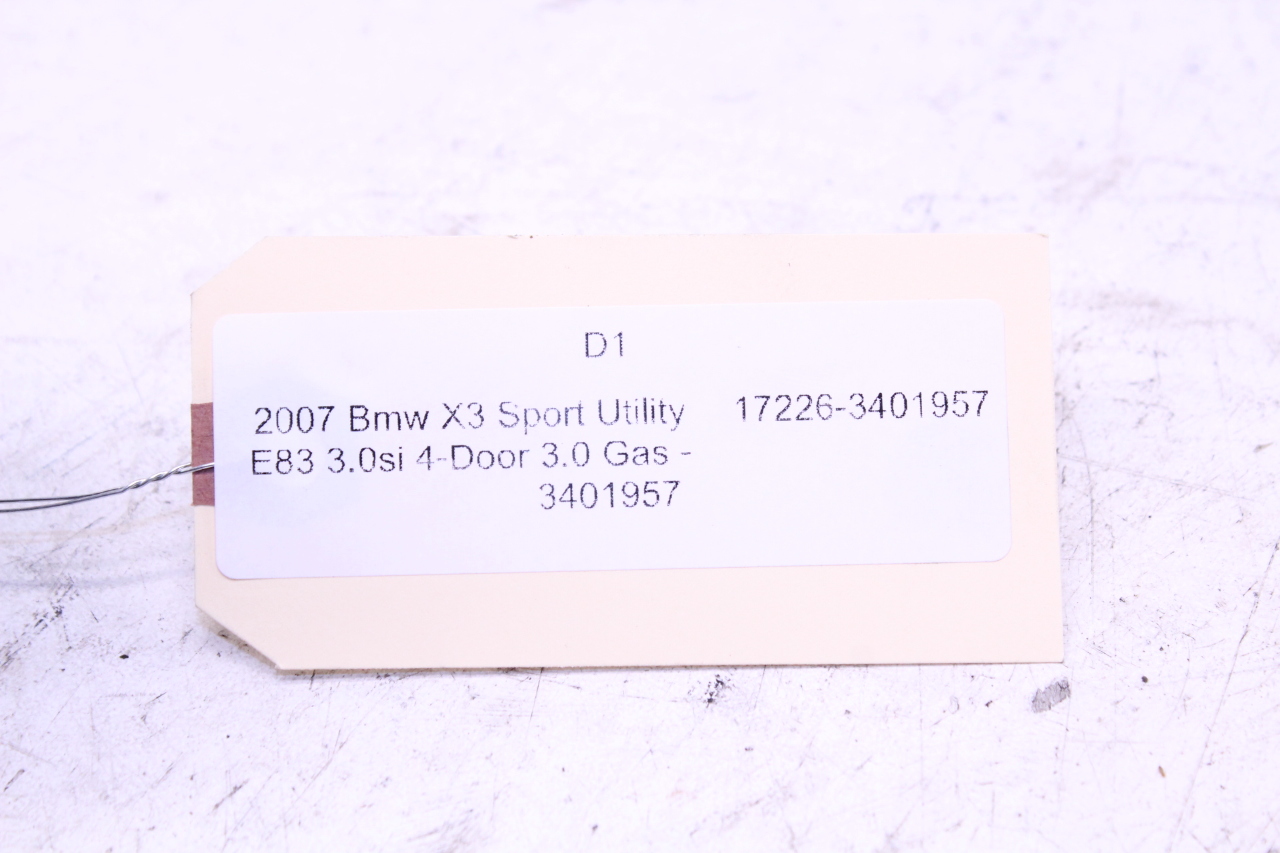 D1
2007 Bmw X3 Sport Utility 17226-3401957
E83 3.0si 4-Door 3.0 Gas -
3401957